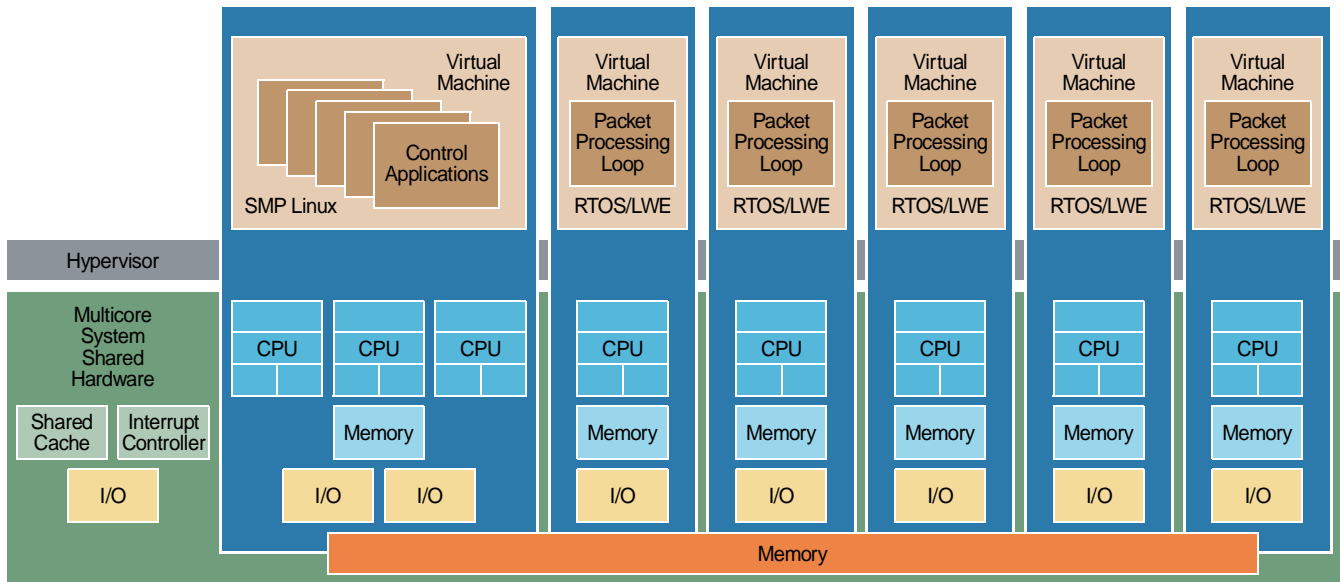 Virtual
Machine
Control
Applications
SMP Linux
Virtual
Machine
Packet
Processing
Loop
RTOS/LWE
Virtual
Machine
Packet
Processing
Loop
RTOS/LWE
Virtual
Machine
Packet
Processing
Loop
RTOS/LWE
Virtual
Machine
Packet
Processing
Loop
RTOS/LWE
Virtual
Machine
Packet
Processing
Loop
RTOS/LWE
Hypervisor
Multicore
System
Shared
Hardware
Shared
Cache
Interrupt
Controller
I/O
CPU
CPU
CPU
Memory
I/O
I/O
CPU
Memory
I/O
CPU
Memory
I/O
CPU
Memory
I/O
CPU
Memory
I/O
CPU
Memory
I/O
Memory